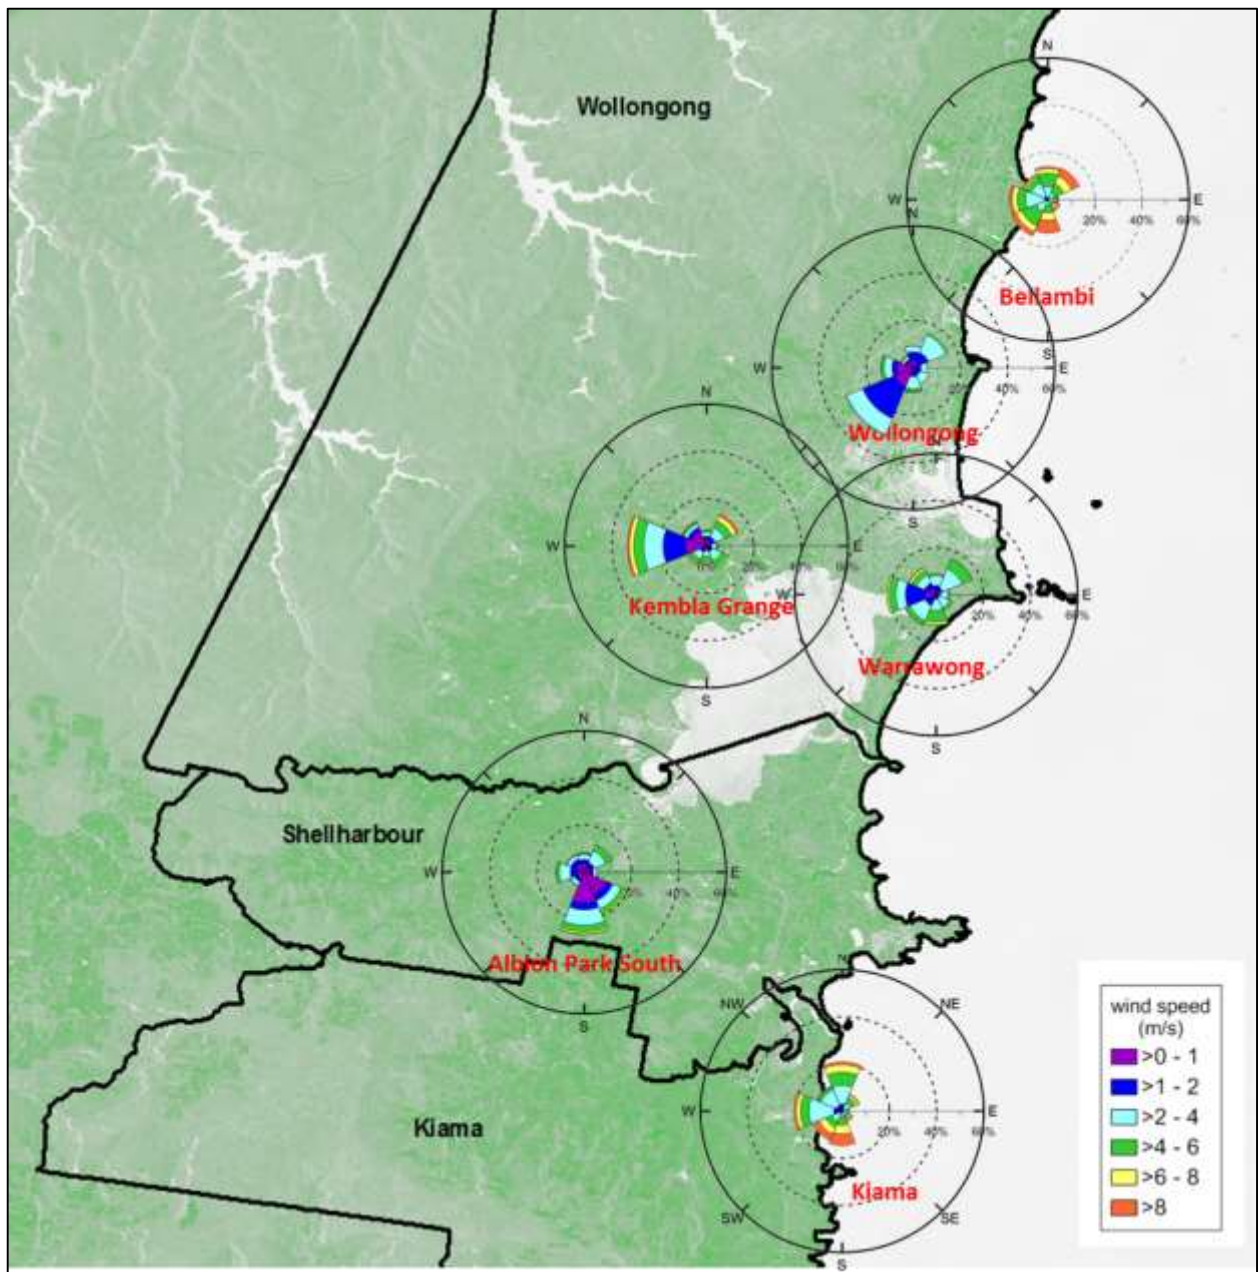 N
Wollongong
W
E
20%
40%
60%
N
Bellambi
S
W
E
20%
40%
60%
Wollongong
N
N
S
W
E
0%
20%
40%
60%
W
E
20%
40%
60%
Kembla Grange
Warrawong
S
S
N
Shellharbour
W
E
20%
40%
60%
Albion Park South
S
N
NW
NE
wind speed
(m/s)
>0 - 1
>1 - 2
>2 - 4
>4 - 6
>6 - 8
>8
W
E
20%
40%
60%
Kiama
Kiama
SW
SE
S